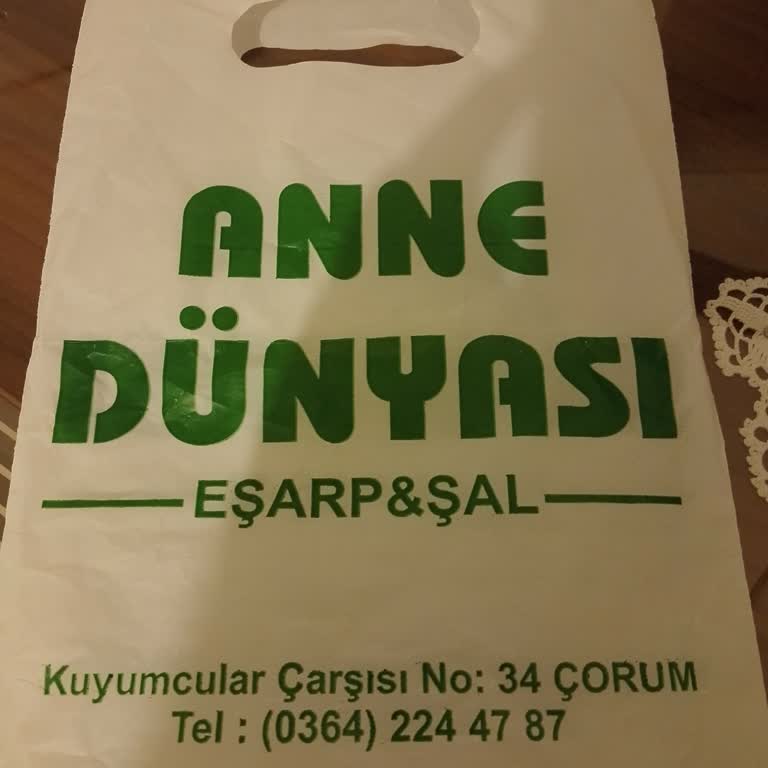 ANNE
DÜNYASI
EŞARP&ŞAL
Kuyumcular Çarşısı No: 34 ÇORUM
Tel : (0364) 224 47 87